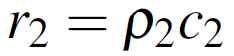 r₂ = ρ₂c₂